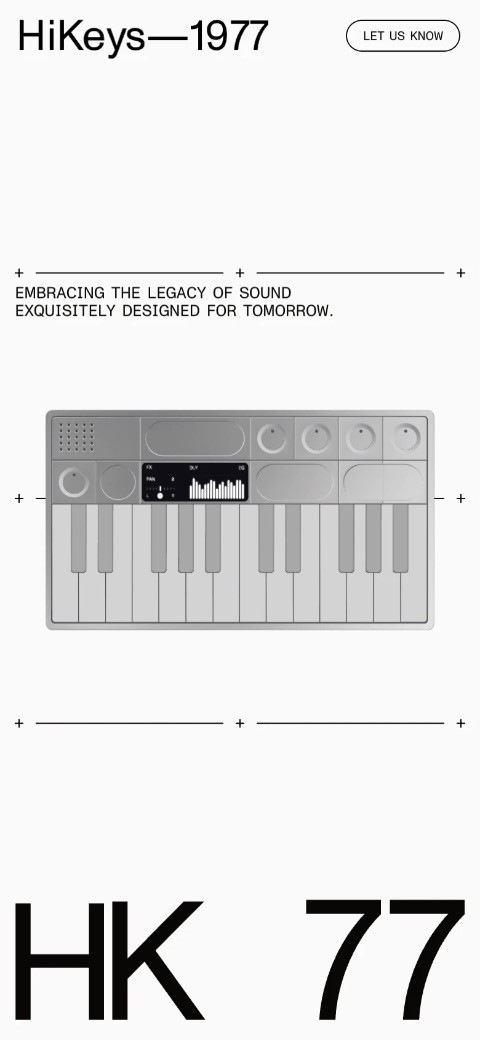 HiKeys—1977
LET US KNOW
EMBRACING THE LEGACY OF SOUND
EXQUISITELY DESIGNED FOR TOMORROW.
FX
DLY
PAN
L
R
HK 77